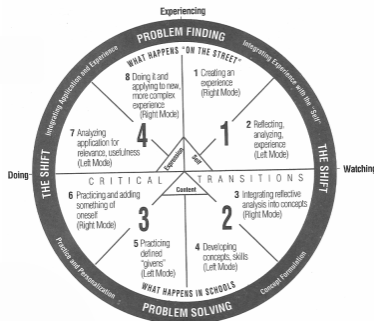 Experiencing
PROBLEM FINDING
WHAT HAPPENS "ON THE STREET"
Integrating Application and Experience
Integrating Experience with the "Self"
8 Doing it and
applying to new,
more complex
experience
(Right Mode)
1 Creating an
experience
(Right Mode)
7 Analyzing
application for
relevance, usefulness
(Left Mode)
4
1
2 Reflecting,
analyzing,
experience
(Left Mode)
Expression
Self
Doing
THE SHIFT
CRITICAL TRANSITIONS
THE SHIFT
Watching
Content
6 Practicing and adding
something of
oneself
(Right Mode)
3
2
3 Integrating reflective
analysis into concepts
(Right Mode)
5 Practicing
defined
"givens"
(Left Mode)
4 Developing
concepts, skills
(Left Mode)
Practice and Personalization
Concept Formulation
WHAT HAPPENS IN SCHOOLS
PROBLEM SOLVING